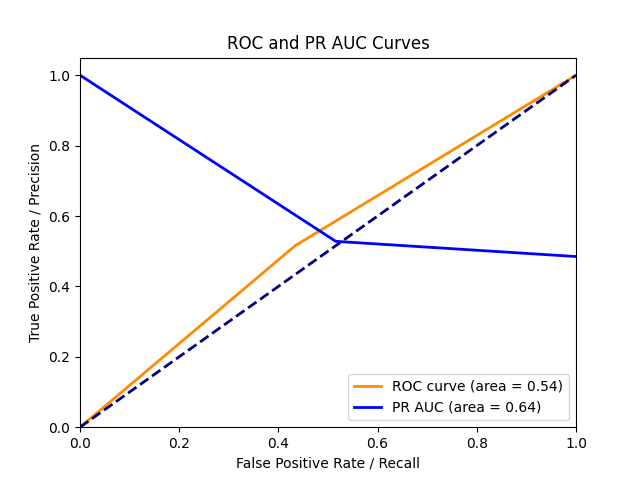 ROC and PR AUC Curves
True Positive Rate / Precision
1.0
0.8
0.6
0.4
0.2
0.0
0.0 0.2 0.4 0.6 0.8 1.0
False Positive Rate / Recall
ROC curve (area = 0.54)
PR AUC (area = 0.64)